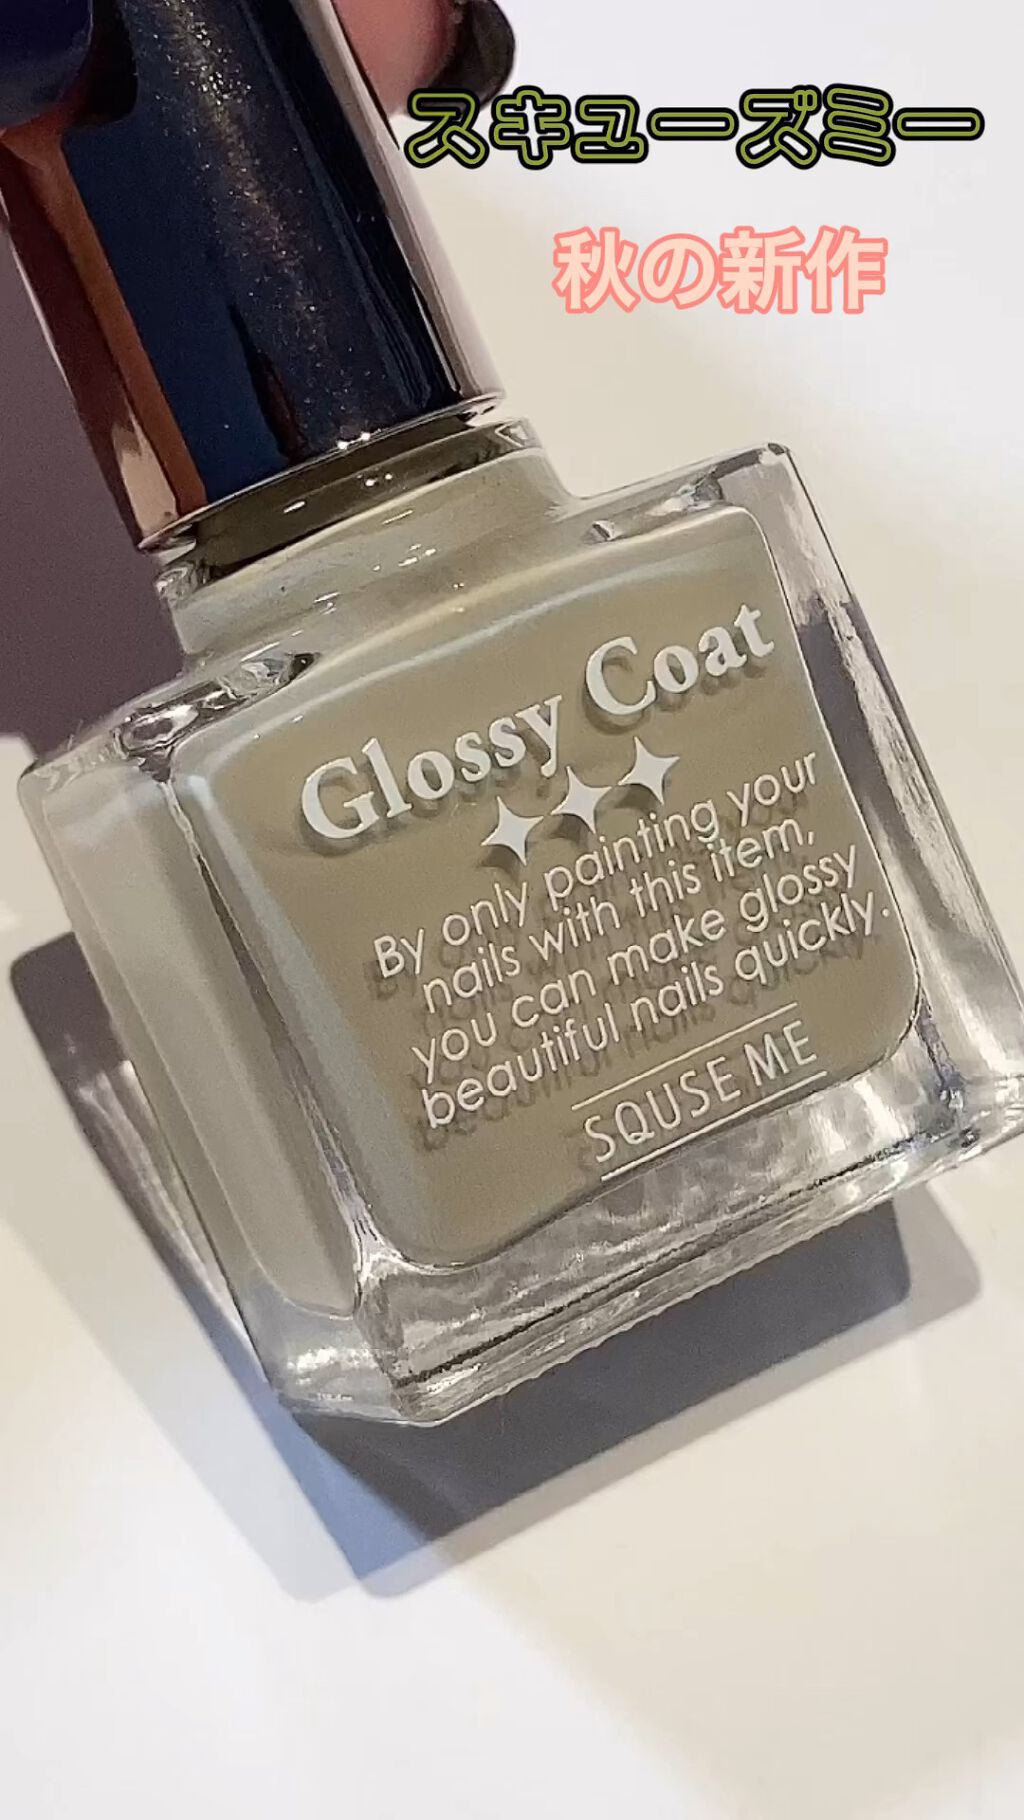 スキューズミー
秋の新作
Glossy Coat
By only painting your
nails with this item,
you can make glossy
beautiful nails quickly.
SQUSE ME